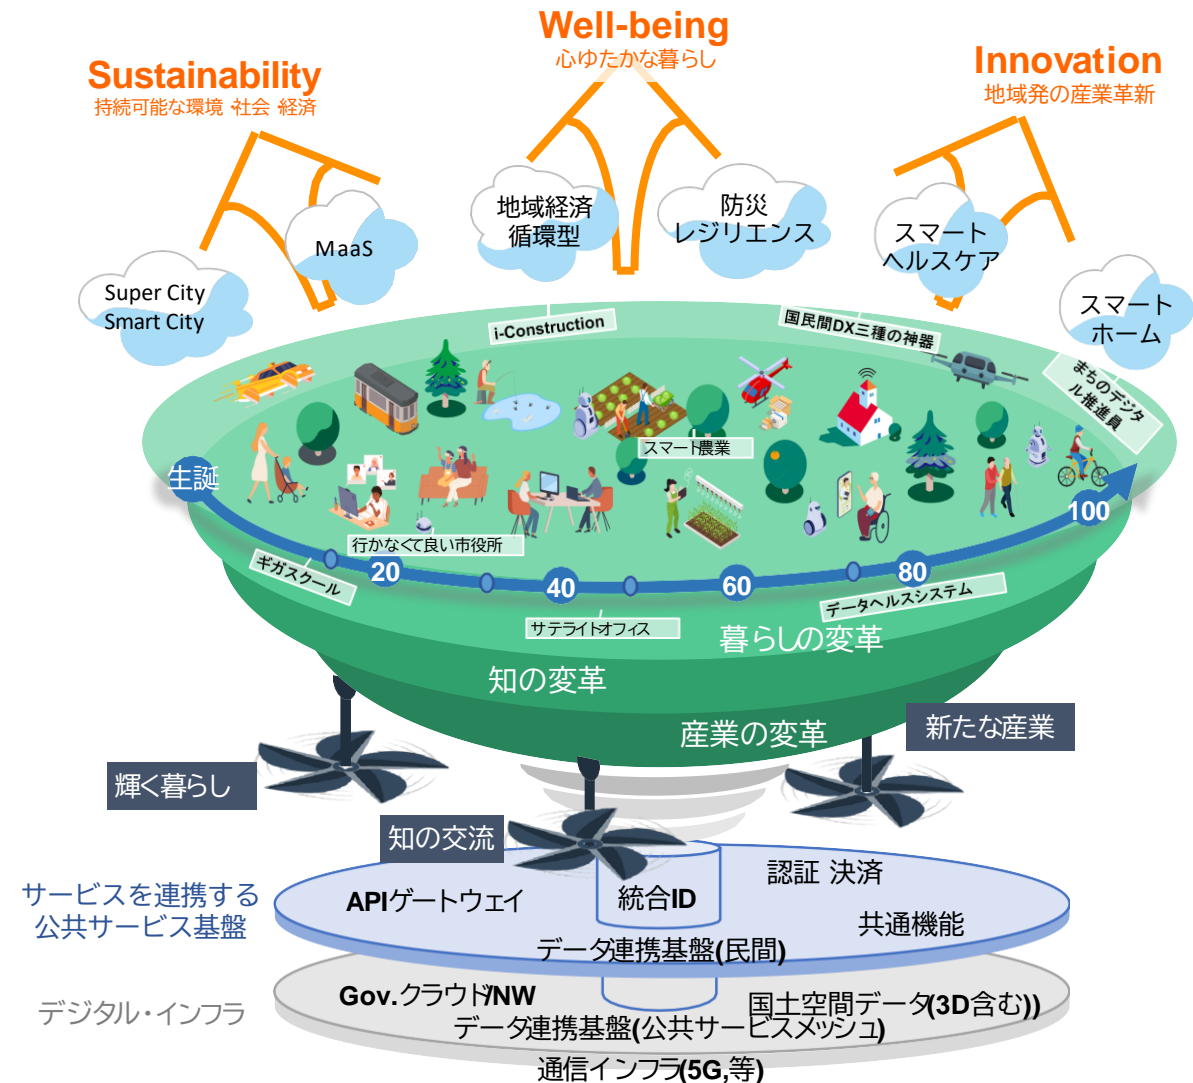 Well-being
心ゆたかな暮らし
Sustainability
持続可能な環境・社会・経済
Innovation
地域発の産業革新
地域経済
循環型
防災
レジリエンス
MaaS
スマート
ヘルスケア
Super City
Smart City
スマート
ホーム
i-Construction
国民間DX三種の神器
まちのデジタ
ル推進員
スマート農業
生誕
100
行かなくて良い市役所
ギガスクール
20
40
60
80
データヘルスシステム
サテライトオフィス
暮らしの変革
知の変革
産業の変革
新たな産業
輝く暮らし
知の交流
サービスを連携する
公共サービス基盤
APIゲートウェイ
統合ID
認証 決済
共通機能
データ連携基盤(民間)
デジタル・インフラ
Gov.クラウド/NW
国土空間データ(3D含む))
データ連携基盤(公共サービスメッシュ)
通信インフラ(5G,等)